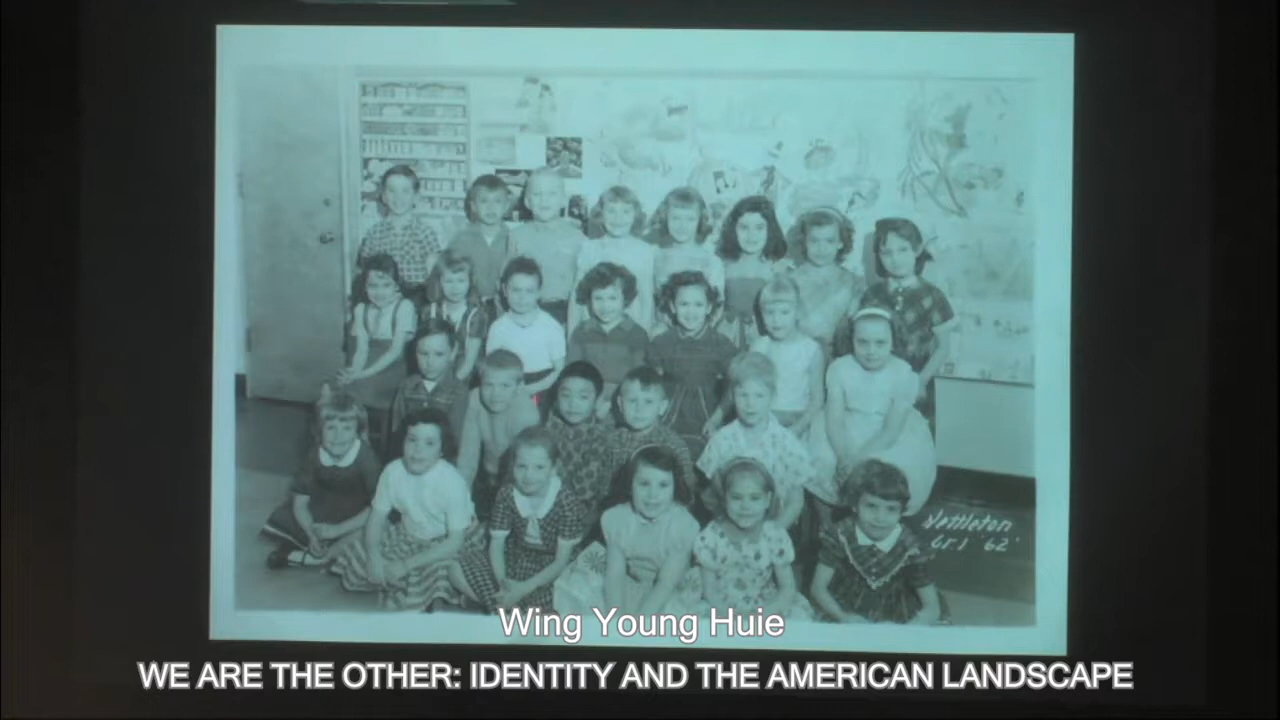 Nettleton
Gr.1 '62'
Wing Young Huie
WE ARE THE OTHER: IDENTITY AND THE AMERICAN LANDSCAPE